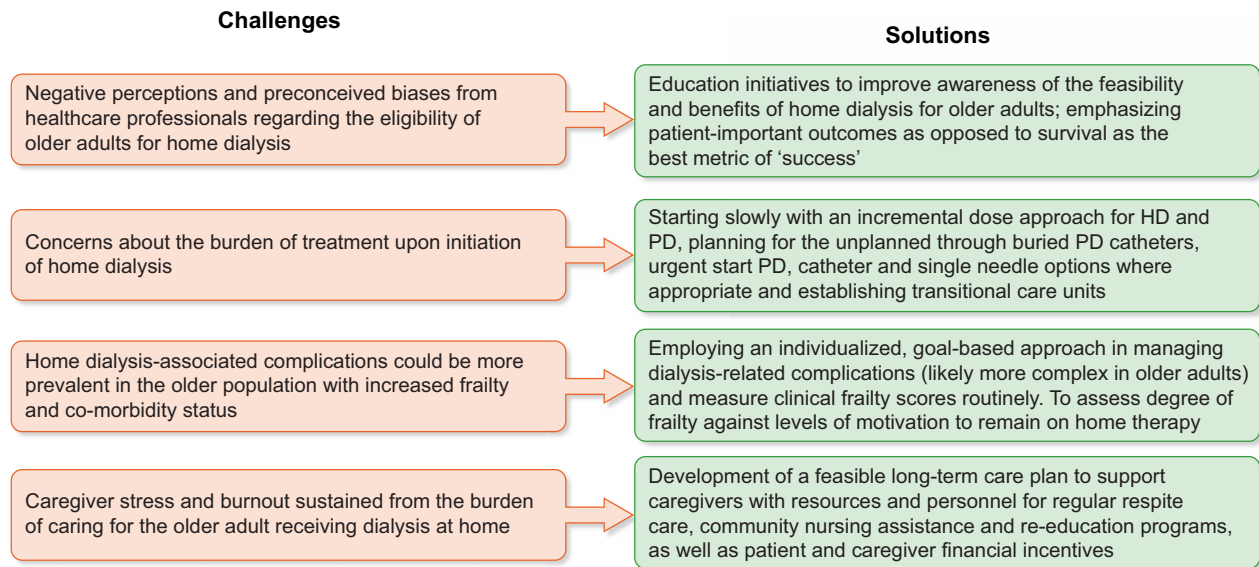 Challenges
Solutions
Negative perceptions and preconceived biases from
healthcare professionals regarding the eligibility of
older adults for home dialysis
Education initiatives to improve awareness of the feasibility
and benefits of home dialysis for older adults; emphasizing
patient-important outcomes as opposed to survival as the
best metric of ‘success’
Concerns about the burden of treatment upon initiation
of home dialysis
Starting slowly with an incremental dose approach for HD and
PD, planning for the unplanned through buried PD catheters,
urgent start PD, catheter and single needle options where
appropriate and establishing transitional care units
Home dialysis-associated complications could be more
prevalent in the older population with increased frailty
and co-morbidity status
Employing an individualized, goal-based approach in managing
dialysis-related complications (likely more complex in older adults)
and measure clinical frailty scores routinely. To assess degree of
frailty against levels of motivation to remain on home therapy
Caregiver stress and burnout sustained from the burden
of caring for the older adult receiving dialysis at home
Development of a feasible long-term care plan to support
caregivers with resources and personnel for regular respite
care, community nursing assistance and re-education programs,
as well as patient and caregiver financial incentives